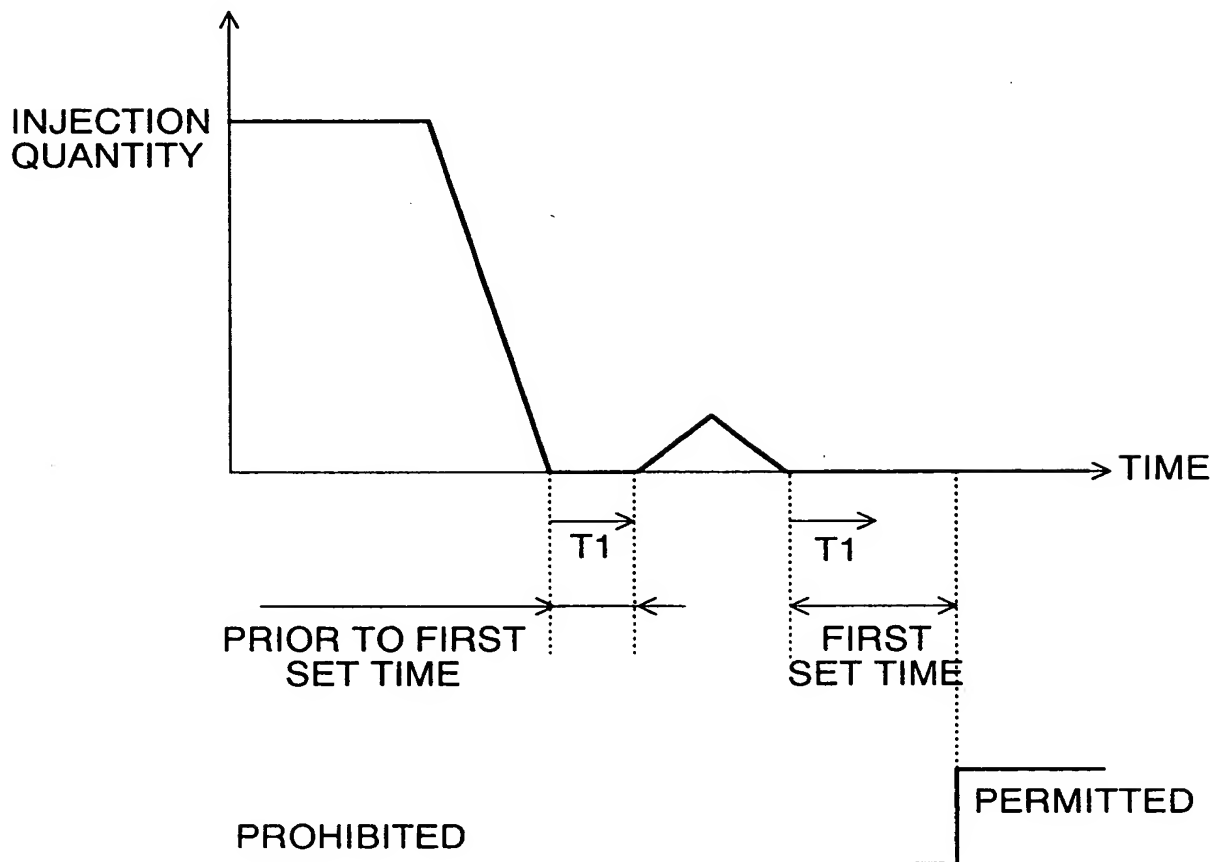 INJECTION
QUANTITY
TIME
T1
T1
PRIOR TO FIRST
SET TIME
FIRST
SET TIME
PERMITTED
PROHIBITED